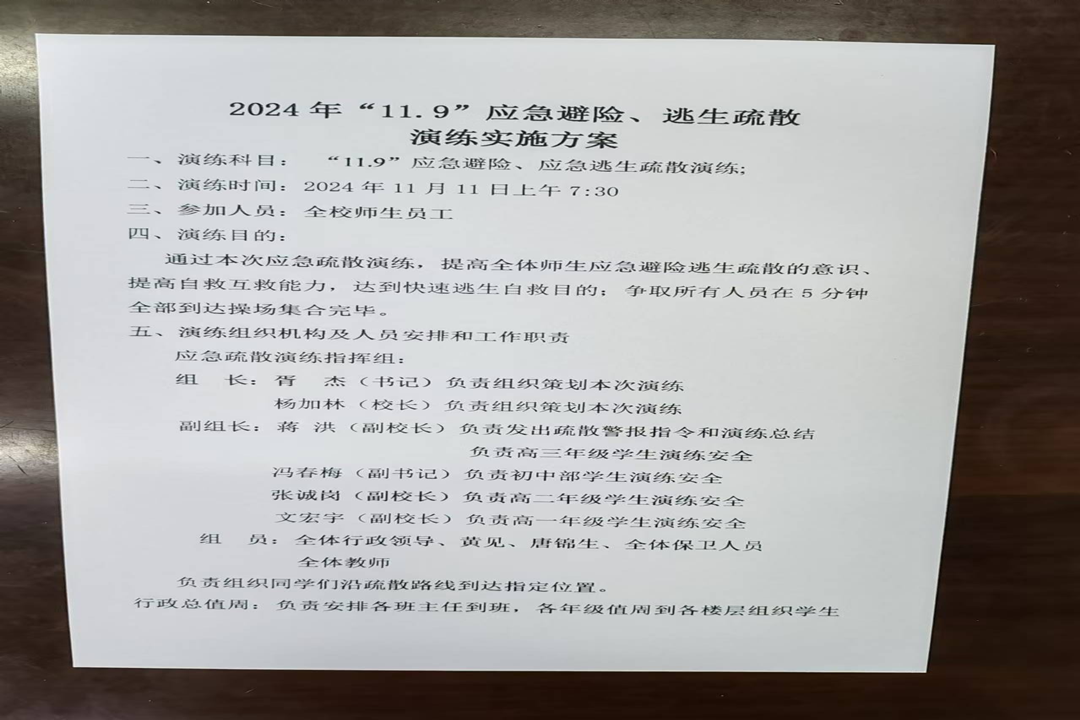 2024 年“11.9”应急避险、逃生疏散
演练实施方案
一、演练科目： “11.9”应急避险、应急逃生疏散演练;
二、演练时间：2024 年 11 月 11 日上午 7:30
三、参加人员：全校师生员工
四、演练目的：
通过本次应急疏散演练，提高全体师生应急避险逃生疏散的意识、
提高自救互救能力，达到快速逃生自救目的；争取所有人员在 5 分钟
全部到达操场集合完毕。
五、演练组织机构及人员安排和工作职责
应急疏散演练指挥组：
组 长：胥 杰（书记）负责组织策划本次演练
杨加林（校长）负责组织策划本次演练
副组长：蒋 洪（副校长）负责发出疏散警报指令和演练总结
负责高三年级学生演练安全
冯春梅（副书记）负责初中部学生演练安全
张诚岗（副校长）负责高二年级学生演练安全
文宏宇（副校长）负责高一年级学生演练安全
组 员：全体行政领导、黄见、唐锦生、全体保卫人员
全体教师
负责组织同学们沿疏散路线到达指定位置。
行政总值周：负责安排各班主任到班，各年级值周到各楼层组织学生